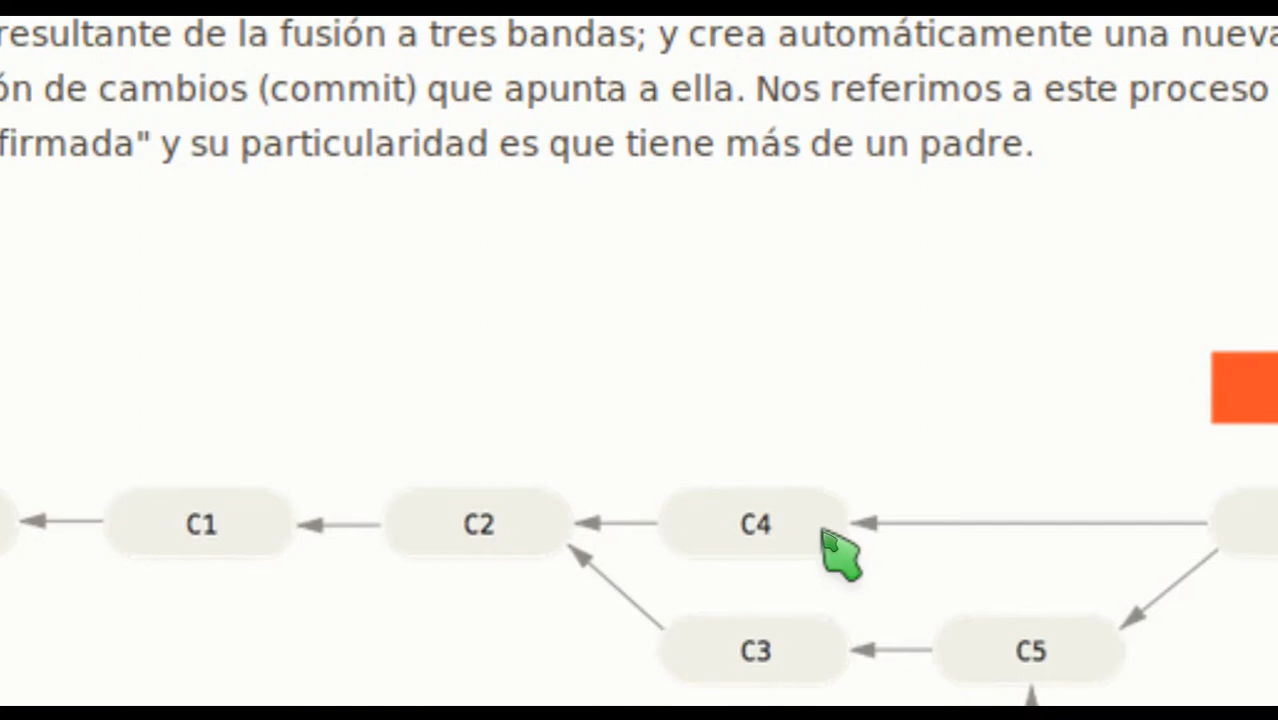 resultante de la fusión a tres bandas; y crea automáticamente una nueva
ón de cambios (commit) que apunta a ella. Nos referimos a este proceso
firmada" y su particularidad es que tiene más de un padre.
C1 C2 C4
C3 C5